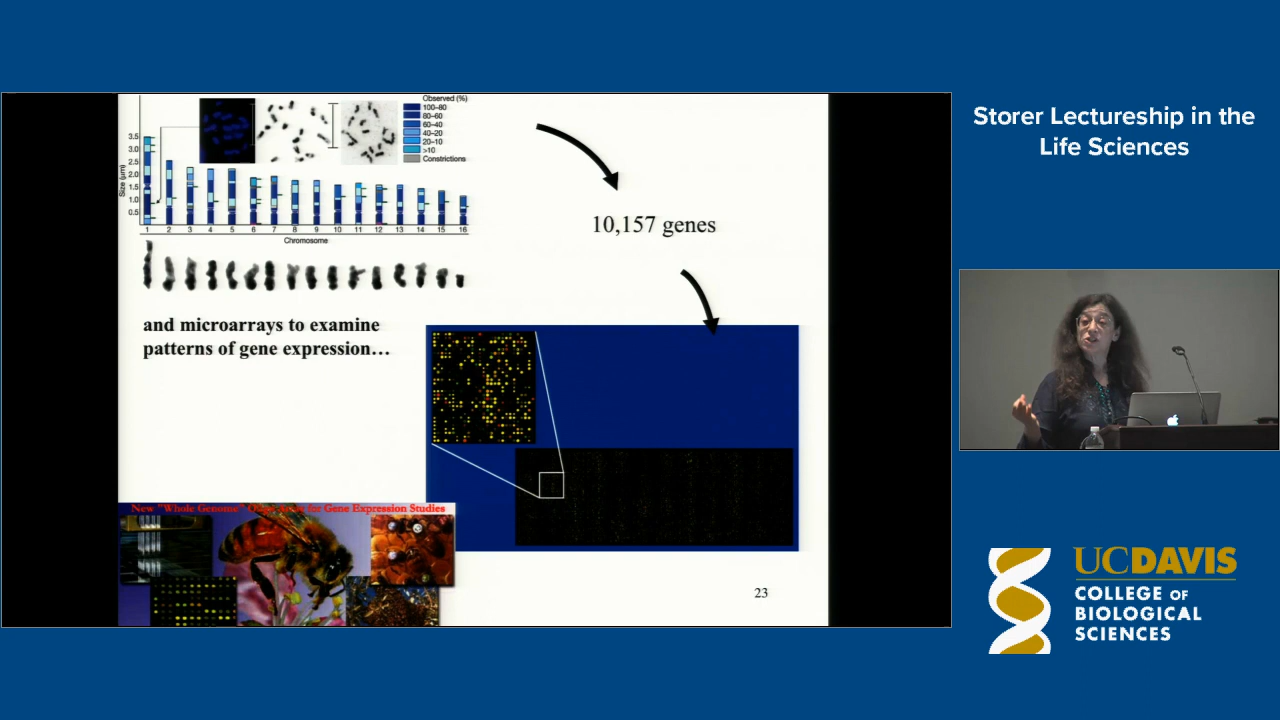 Observed (%)
100–80
80–60
60–40
40–20
20–10
>10
Constrictions
Size (μm)
3.5
3.0
2.5
2.0
1.5
1.0
0.5
1 2 3 4 5 6 7 8 9 10 11 12 13 14 15 16
Chromosome
10,157 genes
and microarrays to examine
patterns of gene expression…
New "Whole Genome" for Gene Expression Studies
23
Storer Lectureship in the
Life Sciences
UCDAVIS
COLLEGE OF
BIOLOGICAL
SCIENCES